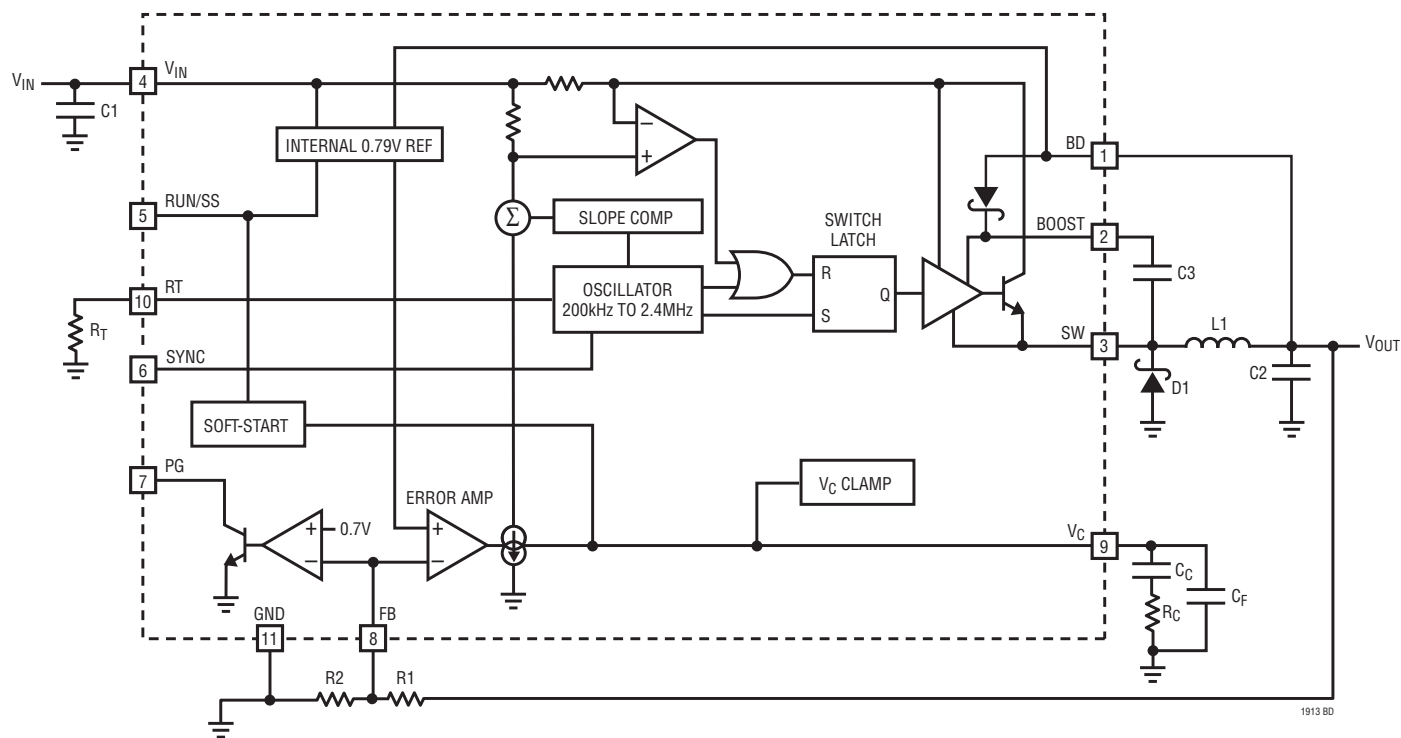 VIN
4
VIN
C1
INTERNAL 0.79V REF
–
+
BD
1
5
RUN/SS
Σ
SLOPE COMP
SWITCH
LATCH
BOOST
2
C3
10
RT
RT
OSCILLATOR
200kHz TO 2.4MHz
R
S
Q
SW
3
L1
VOUT
6
SYNC
D1
C2
SOFT-START
7
PG
+
0.7V
–
ERROR AMP
+
–
VC CLAMP
VC
9
CC
RC
CF
GND
11
FB
8
R2
R1
1913 BD